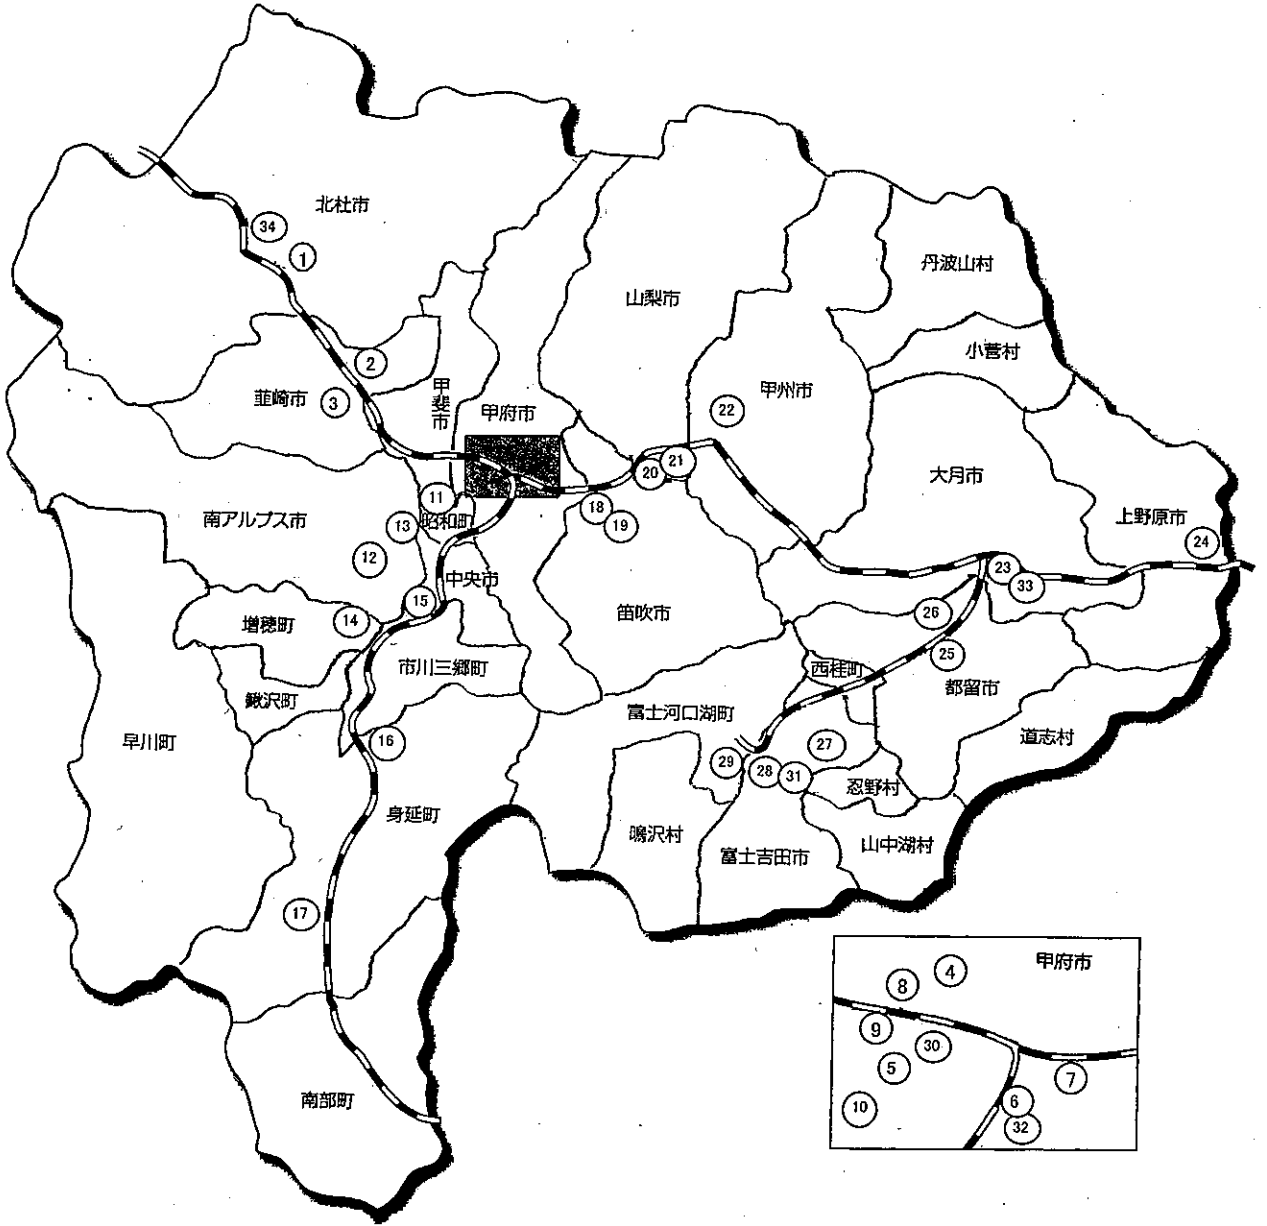 北杜市
34
1
丹波山村
山梨市
小菅村
2
韮崎市
3
甲斐市
甲府市
22
甲州市
大月市
20
21
11
18
19
南アルプス市
13
昭和町
上野原市
24
12
中央市
23
33
15
増穂町
14
笛吹市
26
市川三郷町
西桂町
25
都留市
鰍沢町
富士河口湖町
早川町
16
道志村
27
29
28
31
忍野村
身延町
鳴沢村
富士吉田市
山中湖村
17
南部町
甲府市
4
8
9
30
5
7
10
6
32